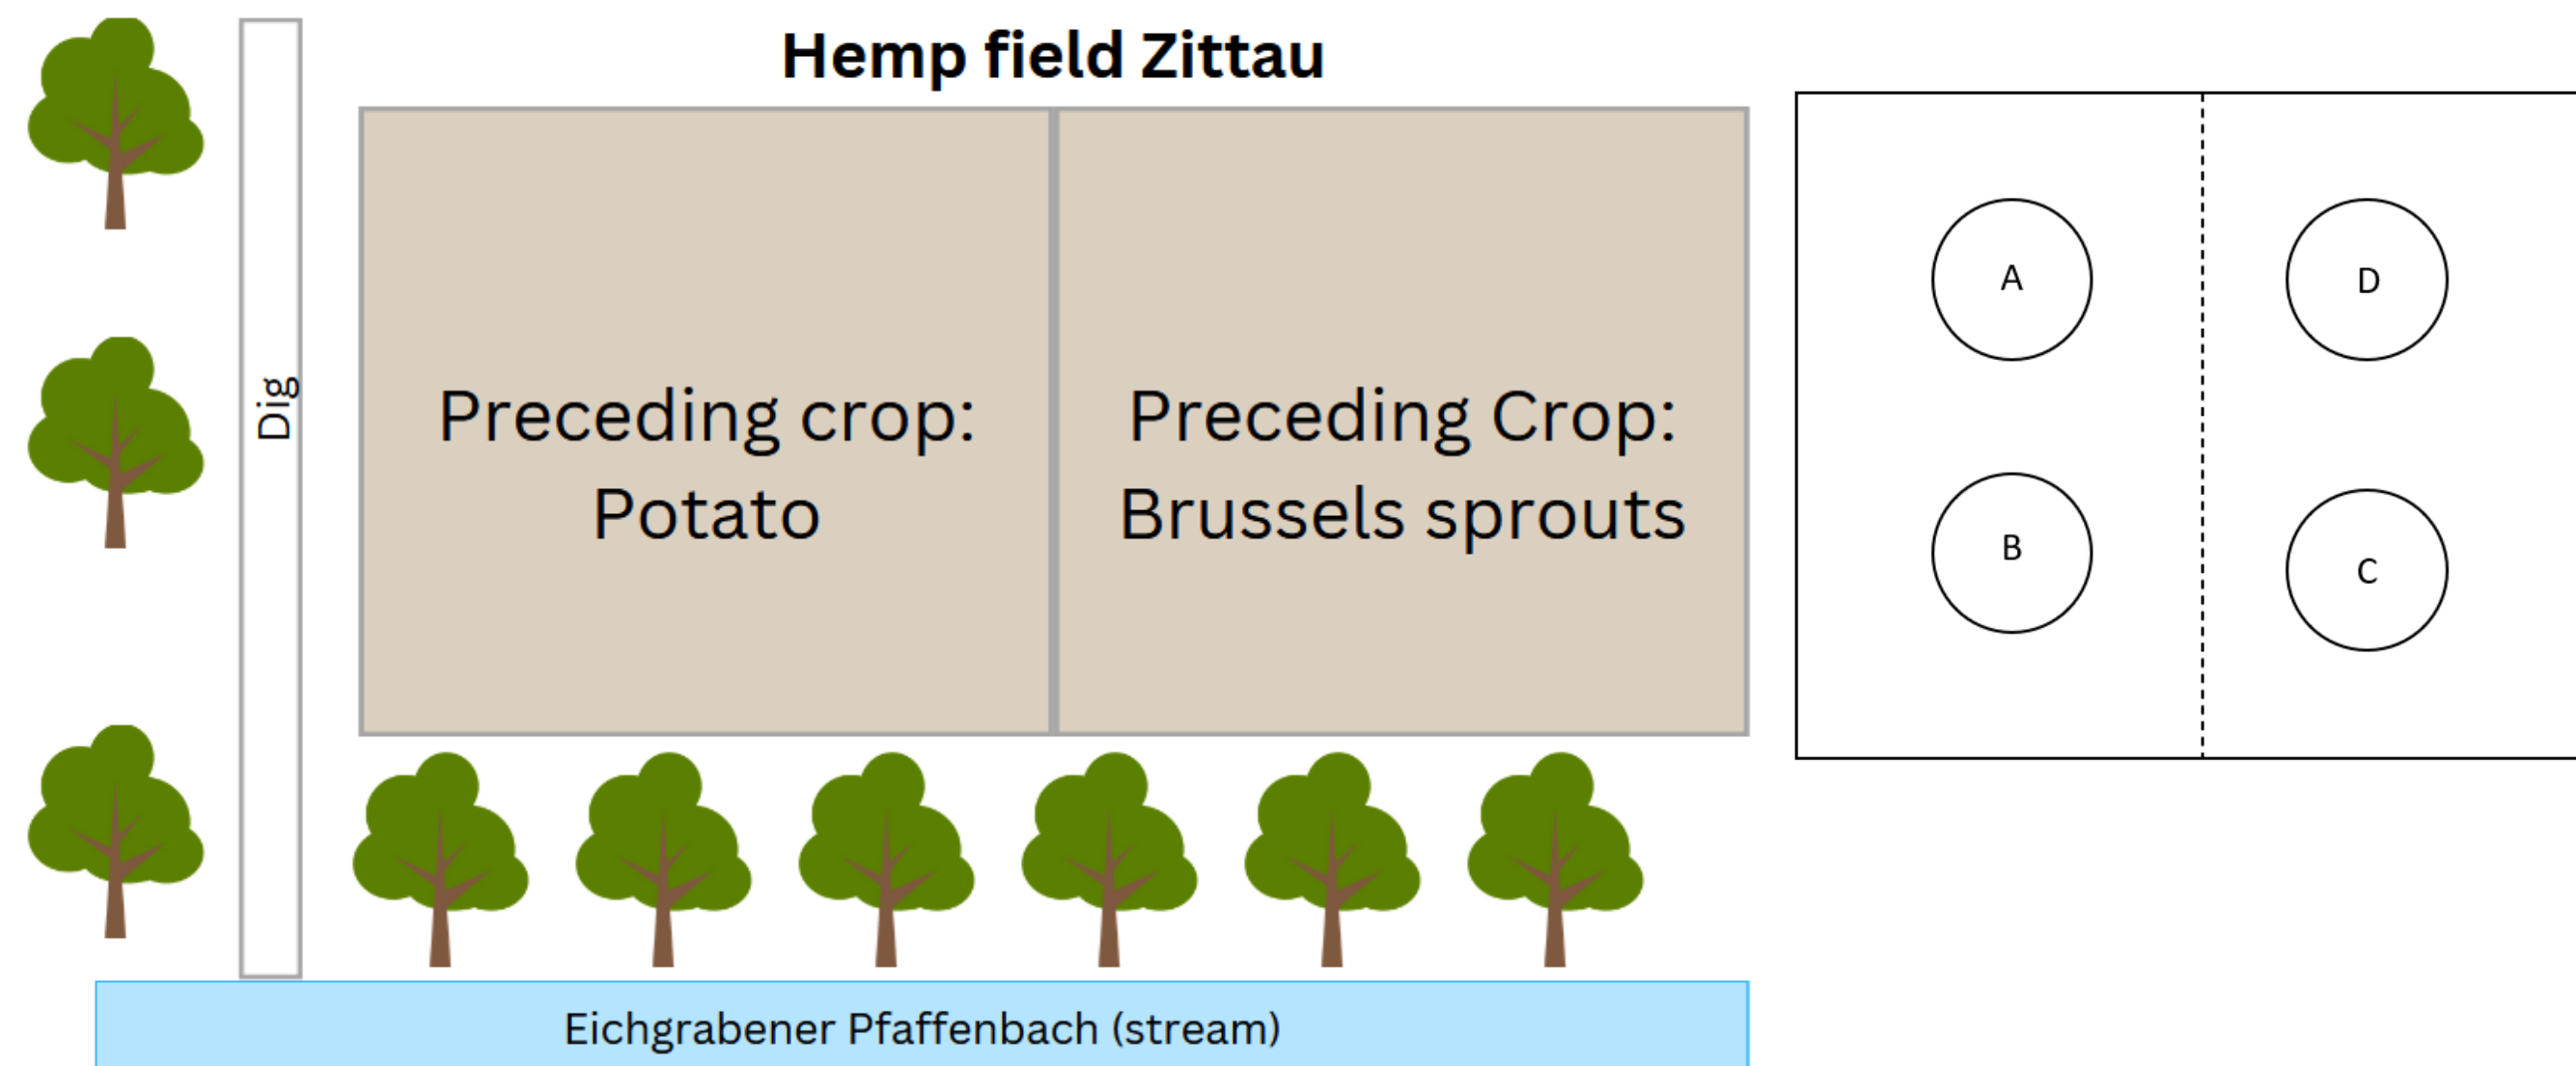 Hemp field Zittau
Dig
Preceding crop:
Potato
Preceding Crop:
Brussels sprouts
A
D
B
C
Eichgrabener Pfaffenbach (stream)